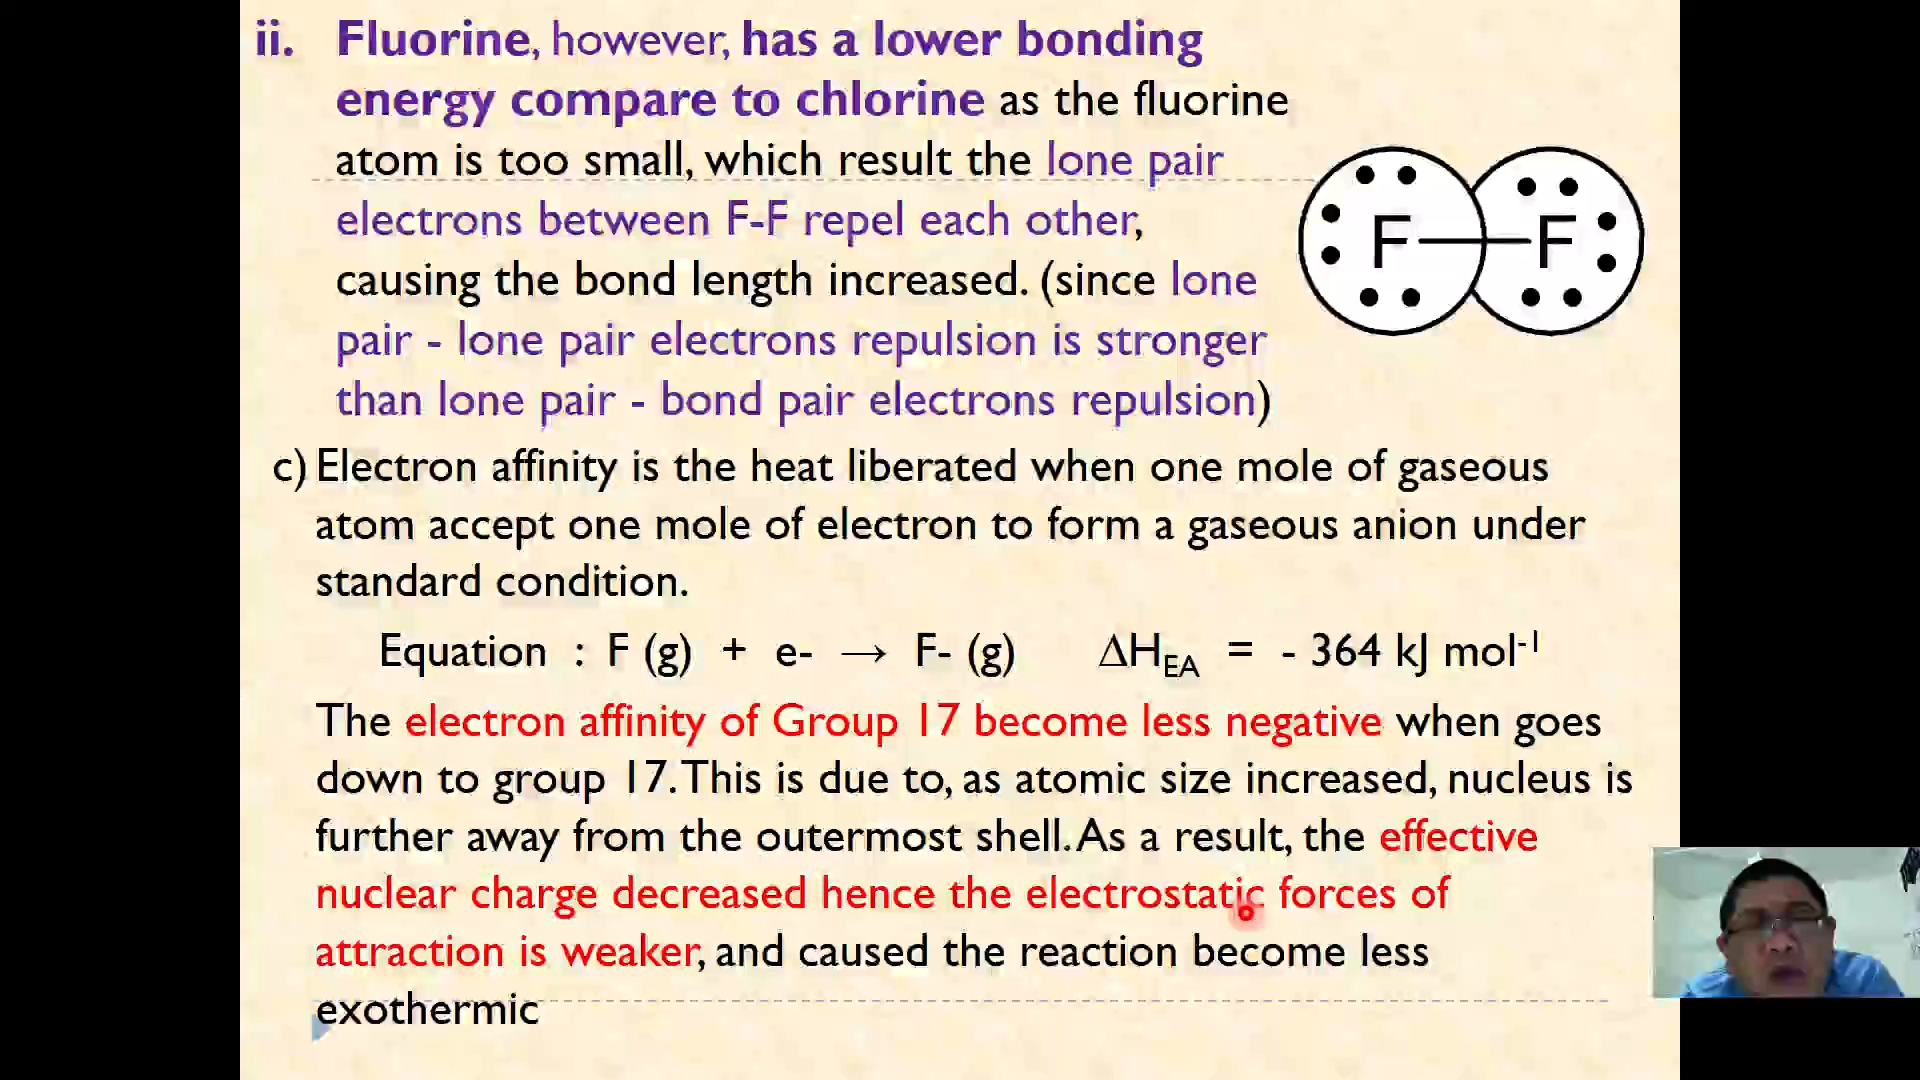 ii. Fluorine, however, has a lower bonding
energy compare to chlorine as the fluorine
atom is too small, which result the lone pair
electrons between F-F repel each other,
causing the bond length increased. (since lone
pair - lone pair electrons repulsion is stronger
than lone pair - bond pair electrons repulsion)
F — F
c) Electron affinity is the heat liberated when one mole of gaseous
atom accept one mole of electron to form a gaseous anion under
standard condition.
Equation : F (g) + e- → F- (g) ΔH_EA = - 364 kJ mol⁻¹
The electron affinity of Group 17 become less negative when goes
down to group 17. This is due to, as atomic size increased, nucleus is
further away from the outermost shell. As a result, the effective
nuclear charge decreased hence the electrostatic forces of
attraction is weaker, and caused the reaction become less
exothermic